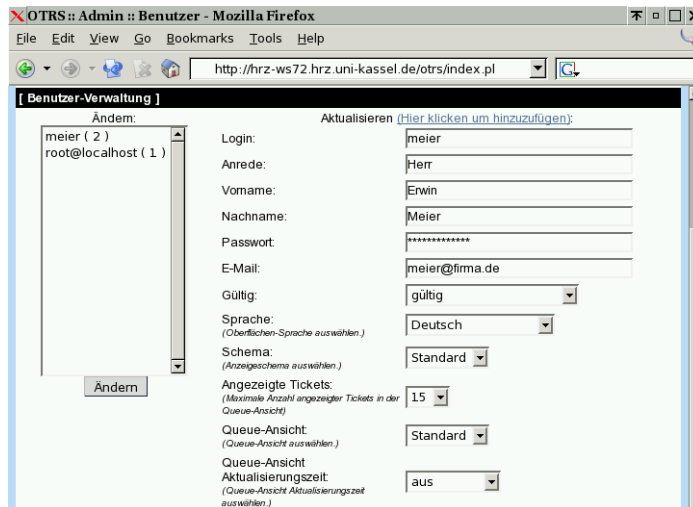 OTRS :: Admin :: Benutzer - Mozilla Firefox
File Edit View Go Bookmarks Tools Help
http://hrz-ws72.hrz.uni-kassel.de/otrs/index.pl
G
[ Benutzer-Verwaltung ]
Ändern:
meier ( 2 )
root@localhost ( 1 )
Ändern
Aktualisieren (Hier klicken um hinzuzufügen):
Login: meier
Anrede: Herr
Vorname: Erwin
Nachname: Meier
Passwort: *************
E-Mail: meier@firma.de
Gültig: gültig
Sprache: Deutsch
(Oberflächen-Sprache auswählen.)
Schema: Standard
(Anzeigeschema auswählen.)
Angezeigte Tickets: 15
(Maximale Anzahl angezeigter Tickets in der
Queue-Ansicht)
Queue-Ansicht: Standard
(Queue-Ansicht auswählen.)
Queue-Ansicht
Aktualisierungszeit: aus
(Queue-Ansicht Aktualisierungszeit
auswählen.)